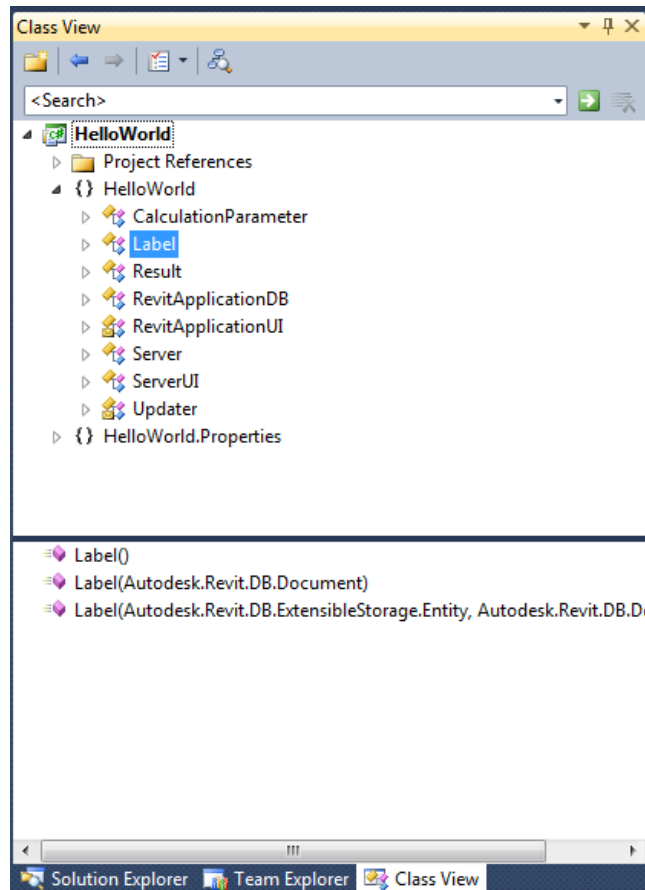 Class View
<Search>
HelloWorld
Project References
{} HelloWorld
CalculationParameter
Label
Result
RevitApplicationDB
RevitApplicationUI
Server
ServerUI
Updater
{} HelloWorld.Properties
Label()
Label(Autodesk.Revit.DB.Document)
Label(Autodesk.Revit.DB.ExtensibleStorage.Entity, Autodesk.Revit.DB.D
Solution Explorer Team Explorer Class View